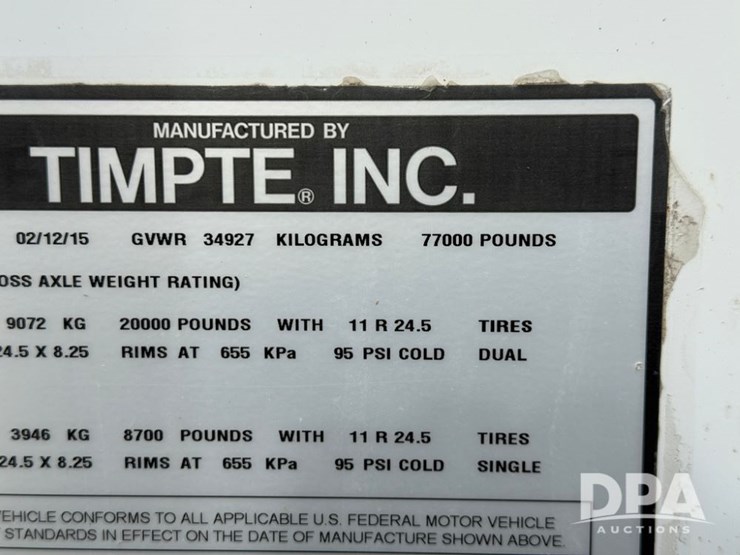 MANUFACTURED BY
TIMPTE® INC.
02/12/15 GVWR 34927 KILOGRAMS 77000 POUNDS
OSS AXLE WEIGHT RATING)
9072 KG 20000 POUNDS WITH 11 R 24.5 TIRES
24.5 X 8.25 RIMS AT 655 KPa 95 PSI COLD DUAL
3946 KG 8700 POUNDS WITH 11 R 24.5 TIRES
24.5 X 8.25 RIMS AT 655 KPa 95 PSI COLD SINGLE
VEHICLE CONFORMS TO ALL APPLICABLE U.S. FEDERAL MOTOR VEHICLE
STANDARDS IN EFFECT ON THE DATE OF MANUFACTURE SHOWN ABOVE.
DPA
AUCTIONS